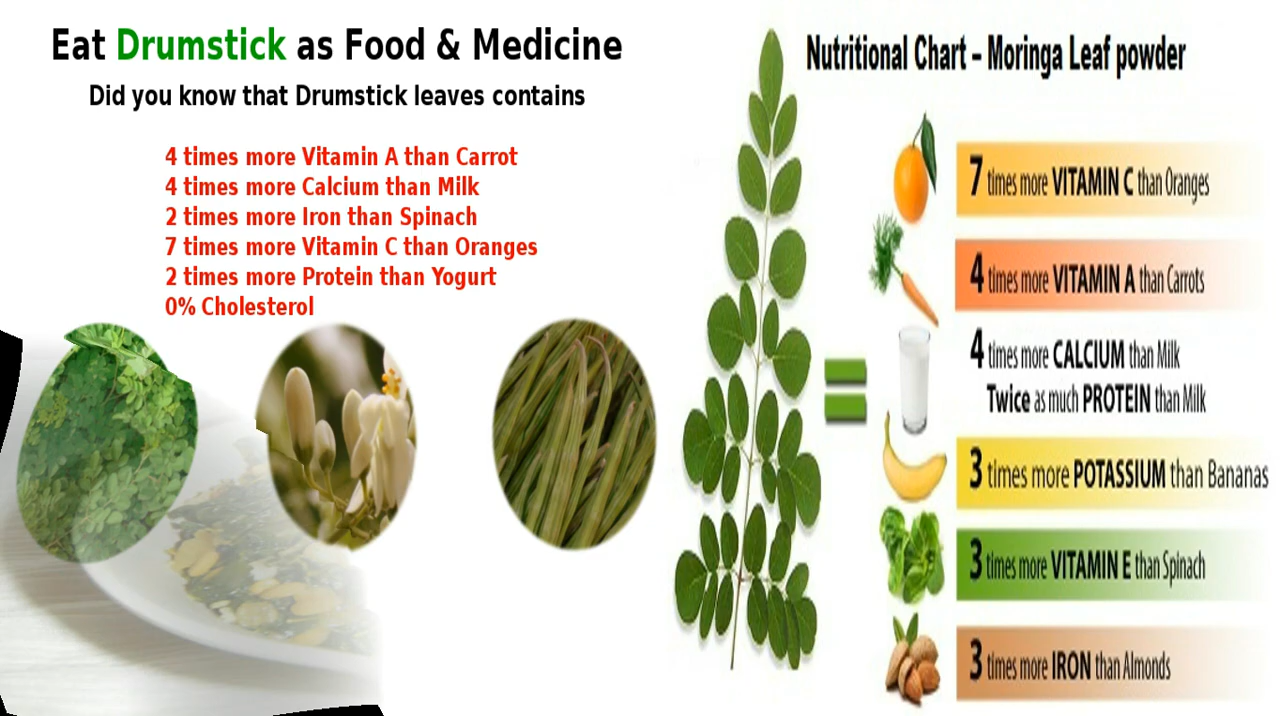 Eat Drumstick as Food & Medicine
Did you know that Drumstick leaves contains
4 times more Vitamin A than Carrot
4 times more Calcium than Milk
2 times more Iron than Spinach
7 times more Vitamin C than Oranges
2 times more Protein than Yogurt
0% Cholesterol
Nutritional Chart – Moringa Leaf powder
7 times more VITAMIN C than Oranges
4 times more VITAMIN A than Carrots
4 times more CALCIUM than Milk
Twice as much PROTEIN than Milk
3 times more POTASSIUM than Bananas
3 times more VITAMIN E than Spinach
3 times more IRON than Almonds